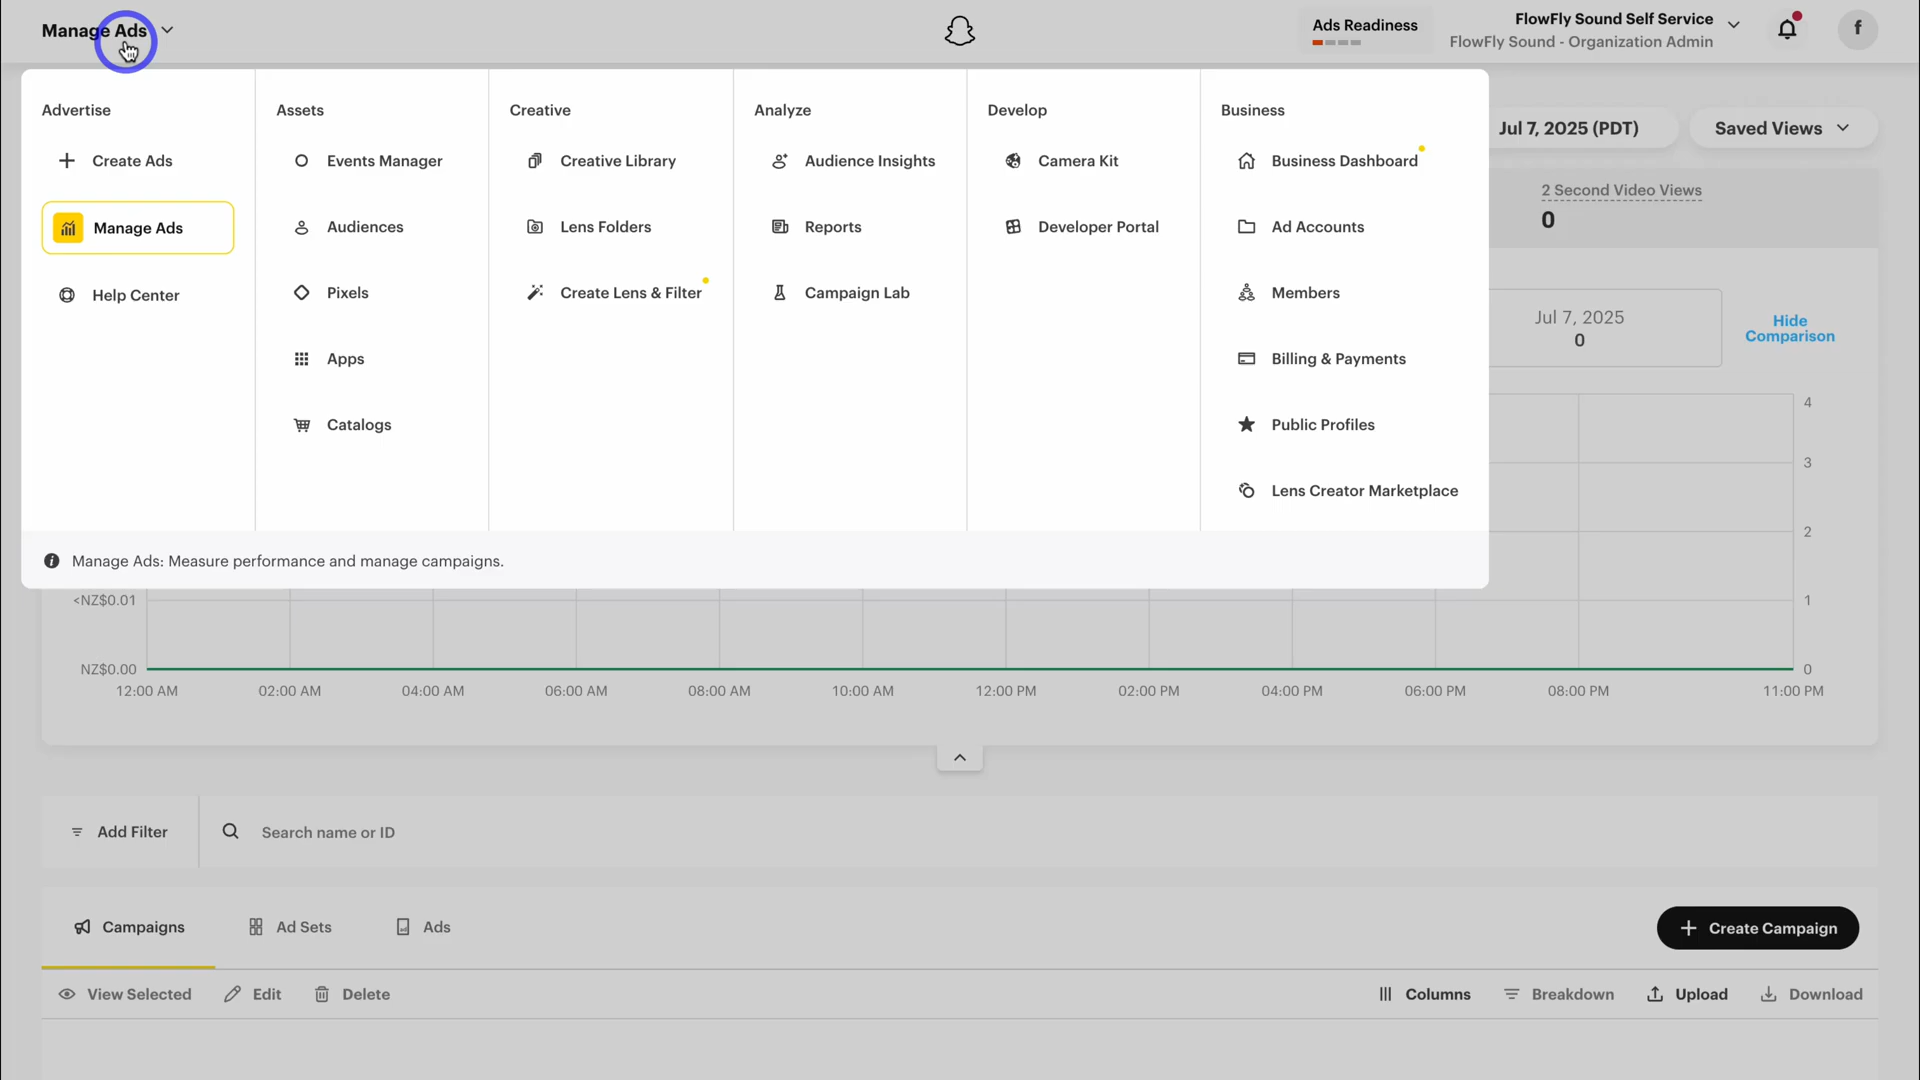 Manage Ads
Ads Readiness
FlowFly Sound Self Service
FlowFly Sound - Organization Admin
f
Advertise
Create Ads
Manage Ads
Help Center
Assets
Events Manager
Audiences
Pixels
Apps
Catalogs
Creative
Creative Library
Lens Folders
Create Lens & Filter
Analyze
Audience Insights
Reports
Campaign Lab
Develop
Camera Kit
Developer Portal
Business
Business Dashboard
Ad Accounts
Members
Billing & Payments
Public Profiles
Lens Creator Marketplace
Manage Ads: Measure performance and manage campaigns.
Jul 7, 2025 (PDT)
Saved Views
2 Second Video Views
0
Jul 7, 2025
0
Hide
Comparison
4
3
2
<NZ$0.01
1
NZ$0.00
0
12:00 AM
02:00 AM
04:00 AM
06:00 AM
08:00 AM
10:00 AM
12:00 PM
02:00 PM
04:00 PM
06:00 PM
08:00 PM
11:00 PM
Add Filter
Search name or ID
Campaigns
Ad Sets
Ads
Create Campaign
View Selected
Edit
Delete
Columns
Breakdown
Upload
Download